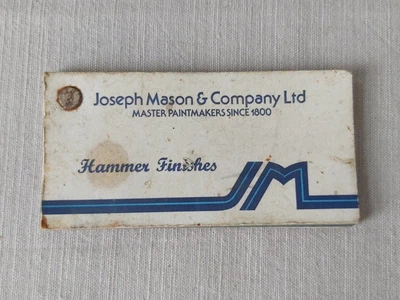 Joseph Mason & Company Ltd
MASTER PAINTMAKERS SINCE 1800
Hammer Finishes
JM